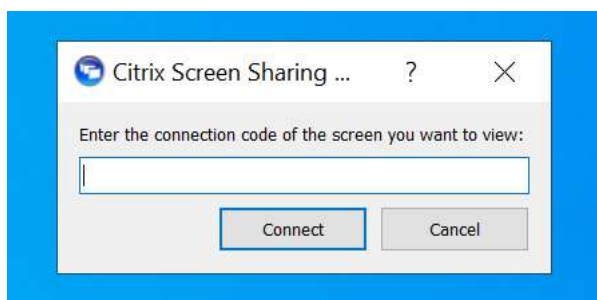 Citrix Screen Sharing ... ?
Enter the connection code of the screen you want to view:
Connect Cancel